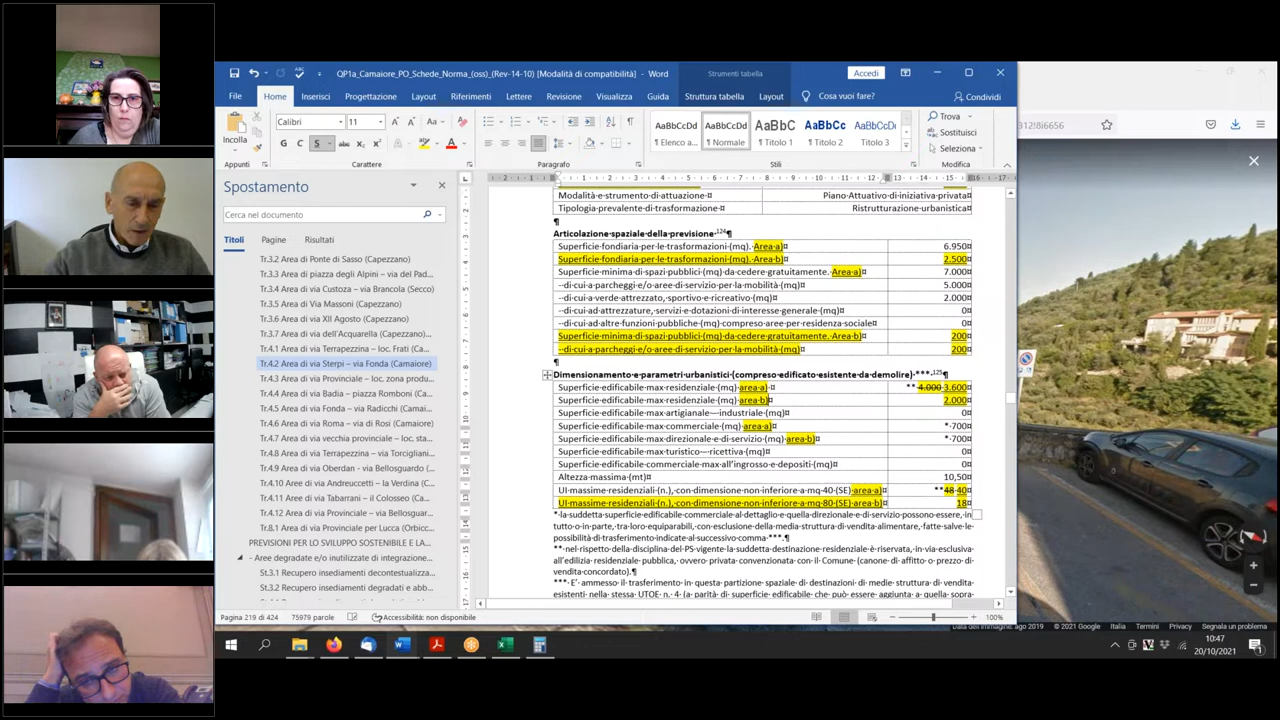 QP1a_Camaiore_PO_Schede_Norma_(oss)_(Rev-14-10) [Modalità di compatibilità] - Word
Strumenti tabella
Accedi
File Home Inserisci Progettazione Layout Riferimenti Lettere Revisione Visualizza Guida Struttura tabella Layout Cosa vuoi fare? Condividi
Incolla
Calibri 11
G C S abc x₂ x²
AaBbCcDd AaBbCcDd AaBbC AaBbCc AaBbCcDc
¶ Elenco a... ¶ Normale ¶ Titolo 1 ¶ Titolo 2 ¶ Titolo 3
Trova
Sostituisci
Seleziona
Appunti Carattere Paragrafo Stili Modifica
312!8i6656
Spostamento
Cerca nel documento
Titoli Pagine Risultati
Tr.3.2 Area di Ponte di Sasso (Capezzano)
Tr.3.3 Area di piazza degli Alpini – via del Pad...
Tr.3.4 Area di via Custoza – via Brancola (Secco)
Tr.3.5 Area di Via Massoni (Capezzano)
Tr.3.6 Area di via XII Agosto (Capezzano)
Tr.3.7 Area di via dell'Acquarella (Capezzano)
Tr.4.1 Area di via Terrapezzina – loc. Frati (Ca...
Tr.4.2 Area di via Sterpi – via Fonda (Camaiore)
Tr.4.3 Area di via Provinciale – loc. zona produ...
Tr.4.4 Area di via Badia – parmon Frantoio (Ca...
Tr.4.5 Area di via Fonda – via Radicchi (Camai...
Tr.4.6 Area di via Roma – via di Rosi (Camaiore)
Tr.4.7 Area di via vecchia provinciale – loc. sta...
Tr.4.8 Area di via Terrapezzina – via Torcigliani...
Tr.4.9 Area di via Oberdan - via Bellosguardo (...
Tr.4.10 Aree di via Andreuccetti – la Verdina (C...
Tr.4.11 Aree di via Tabarrani – il Colosseo (Ca...
Tr.4.12 Area di via Provinciale – via Bellosguar...
Tr.8.1 Area di via Provinciale per Lucca (Orbicc...
PREVISIONI PER LO SVILUPPO SOSTENIBILE E LA...
- Aree degradate e/o inutilizzate di integrazione...
St.3.1 Recupero insediamenti decontestualizza...
St.3.2 Recupero insediamenti degradati e abb...
Modalità·e·strumento·di·attuazione·¤ Piano·Attuativo·di·iniziativa·privata¤
Tipologia·prevalente·di·trasformazione·¤ Ristrutturazione·urbanistica¤
¶
Articolazione·spaziale·della·previsione·124¶
Superficie·fondiaria·per·le·trasformazioni·(mq).·Area·a)¤ 6.950¤
Superficie·fondiaria·per·le·trasformazioni·(mq).·Area·b)¤ 2.500¤
Superficie·minima·di·spazi·pubblici·(mq)·da·cedere·gratuitamente.·Area·a)¤ 7.000¤
-·di·cui·a·parcheggi·e/o·aree·di·servizio·per·la·mobilità·(mq)¤ 5.000¤
-·di·cui·a·verde·attrezzato,·sportivo·e·ricreativo·(mq)¤ 2.000¤
-·di·cui·ad·attrezzature,·servizi·e·dotazioni·di·interesse·generale·(mq)¤ 0¤
-·di·cui·ad·altre·funzioni·pubbliche·(mq)·compreso·aree·per·residenza·sociale¤ 0¤
Superficie·minima·di·spazi·pubblici·(mq)·da·cedere·gratuitamente.·Area·b)¤ 200¤
-·di·cui·a·parcheggi·e/o·aree·di·servizio·per·la·mobilità·(mq)¤ 200¤
¶
Dimensionamento·e·parametri·urbanistici·(compreso·edificato·esistente·da·demolire)·***·125¶
Superficie·edificabile·max·residenziale·(mq)·area·a)¤ **·4.000·3.600¤
Superficie·edificabile·max·residenziale·(mq)·area·b)¤ 2.000¤
Superficie·edificabile·max·artigianale·–·industriale·(mq)¤ 0¤
Superficie·edificabile·max·commerciale·(mq)·area·a)¤ *·700¤
Superficie·edificabile·max·direzionale·e·di·servizio·(mq)·area·b)¤ *·700¤
Superficie·edificabile·max·turistico·–·ricettiva·(mq)¤ 0¤
Superficie·edificabile·commerciale·max·all'ingrosso·e·depositi·(mq)¤ 0¤
Altezza·massima·(mt)¤ 10,50¤
UI·massime·residenziali·(n.),·con·dimensione·non·inferiore·a·mq·40·(SE)·area·a)¤ **48·40¤
UI·massime·residenziali·(n.),·con·dimensione·non·inferiore·a·mq·80·(SE)·area·b)¤ 18¤
*·la·suddetta·superficie·edificabile·commerciale·al·dettaglio·e·quella·direzionale·e·di·servizio·possono·essere,·in·
tutto·o·in·parte,·tra·loro·equiparabili,·con·esclusione·della·media·struttura·di·vendita·alimentare,·fatte·salve·le·
possibilità·di·trasferimento·indicate·al·successivo·comma·***.¶
**·nel·rispetto·della·disciplina·del·PS·vigente·la·suddetta·destinazione·residenziale·è·riservata,·in·via·esclusiva·
all'edilizia·residenziale·pubblica,·ovvero·privata·convenzionata·con·il·Comune·(canone·di·affitto·o·prezzo·di·
vendita·concordato).¶
***·E'·ammesso·il·trasferimento·in·questa·partizione·spaziale·di·destinazioni·di·medie·struttura·di·vendita·
esistenti·nella·stessa·UTOE·n.·4·(a·parità·di·superficie·che·può·essere·aggiunta·a·quella·sopra·
Pagina 219 di 424 75979 parole Accessibilità: non disponibile 100%
Data dell'immagine: ago 2019 © 2021 Google Italia Termini Privacy Segnala un problema
10:47
20/10/2021